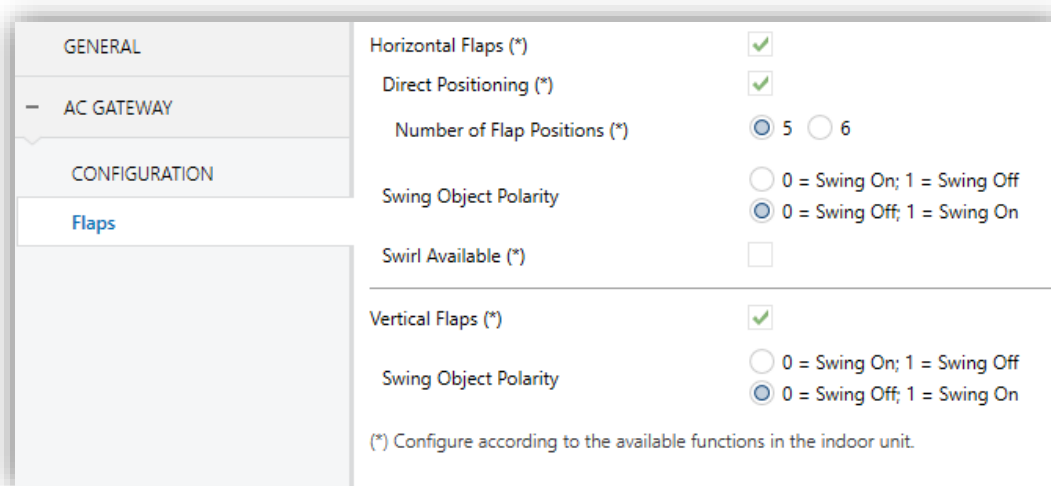 GENERAL
− AC GATEWAY
CONFIGURATION
Flaps
Horizontal Flaps (*)
Direct Positioning (*)
Number of Flap Positions (*) 5 6
Swing Object Polarity
0 = Swing On; 1 = Swing Off
0 = Swing Off; 1 = Swing On
Swirl Available (*)
Vertical Flaps (*)
Swing Object Polarity
0 = Swing On; 1 = Swing Off
0 = Swing Off; 1 = Swing On
(*) Configure according to the available functions in the indoor unit.